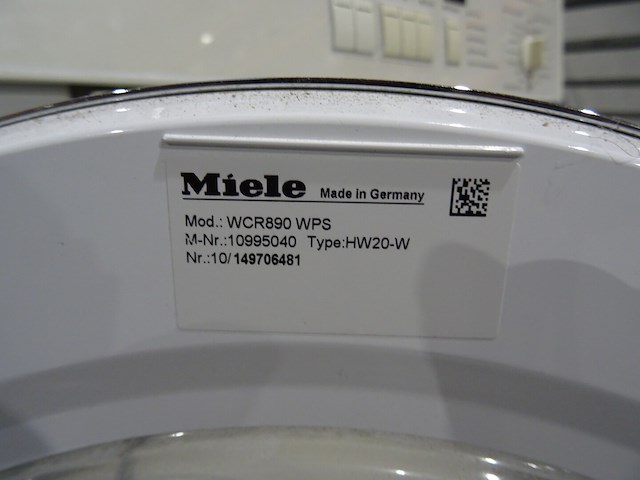 Miele Made in Germany
Mod.: WCR890 WPS
M-Nr.:10995040 Type:HW20-W
Nr.:10/149706481